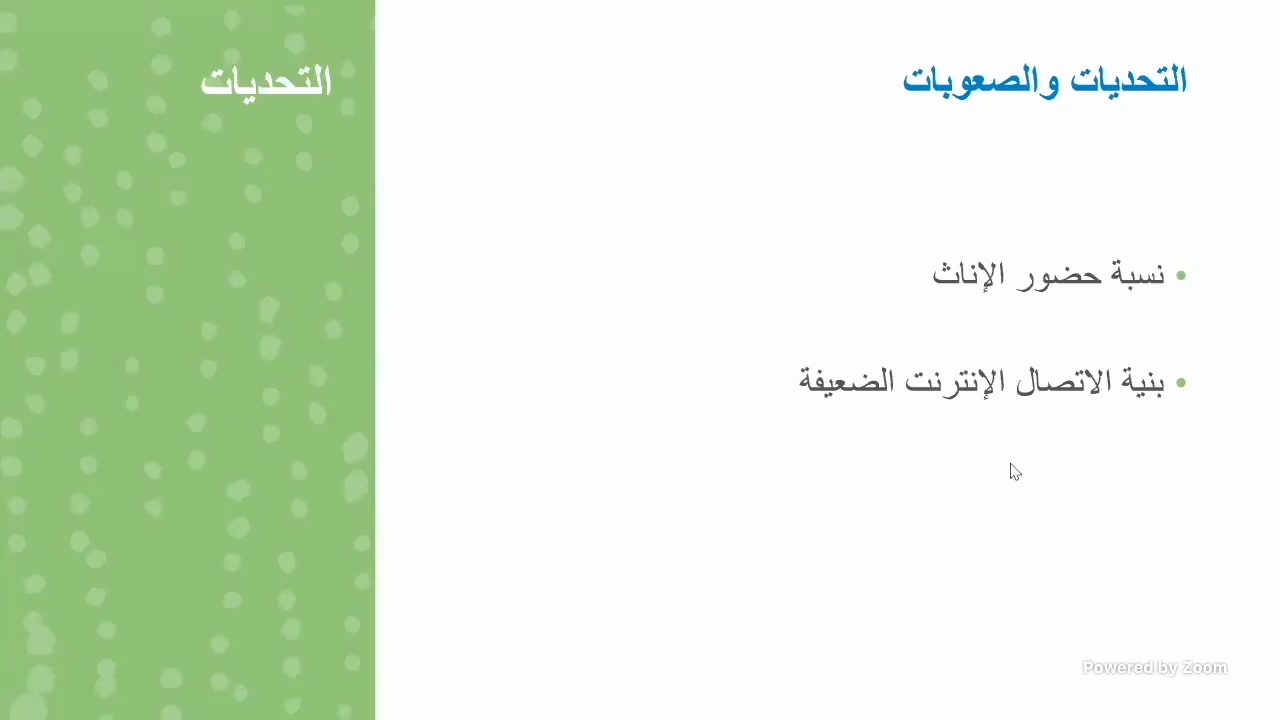 التحديات والصعوبات
نسبة حضور الإناث
بنية الاتصال الإنترنت الضعيفة
التحديات
Powered by Zoom